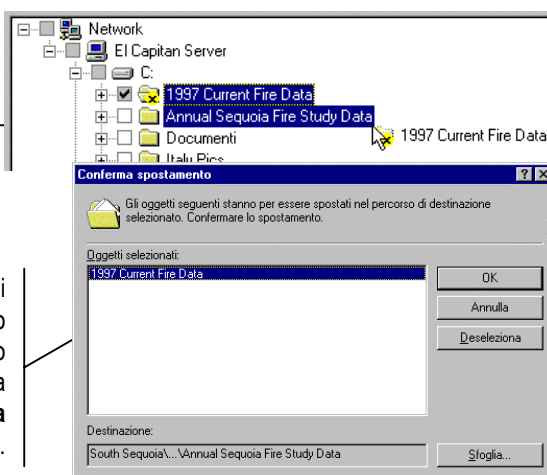 Network
El Capitan Server
C:
1997 Current Fire Data
Annual Sequoia Fire Study Data
1997 Current Fire Data
Documenti
Italu Pics
Conferma spostamento
Gli oggetti seguenti stanno per essere spostati nel percorso di destinazione
selezionato. Confermare lo spostamento.
Oggetti selezionati:
1997 Current Fire Data
OK
Annulla
Deseleziona
Destinazione:
South Sequoia\...\Annual Sequoia Fire Study Data
Sfoglia...
i
o
o
a
a
.